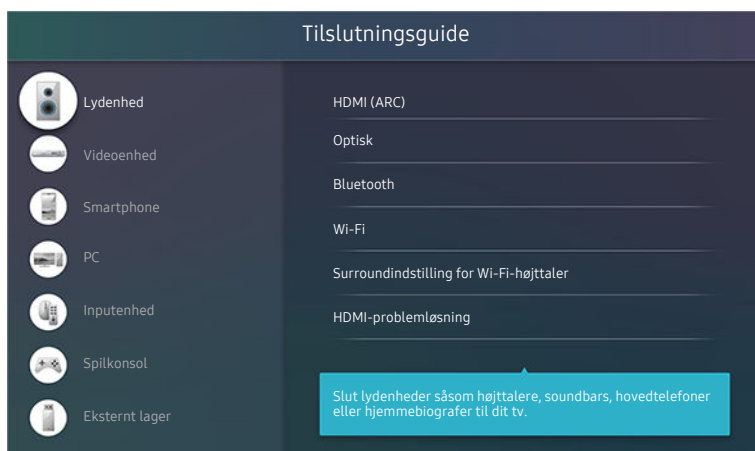 Tilslutningsguide
Lydenhed
Videoenhed
Smartphone
PC
Inputenhed
Spilkonsol
Eksternt lager
HDMI (ARC)
Optisk
Bluetooth
Wi-Fi
Surroundindstilling for Wi-Fi-højttaler
HDMI-problemløsning
Slut lydenheder såsom højttalere, soundbars, hovedtelefoner
eller hjemmebiografer til dit tv.